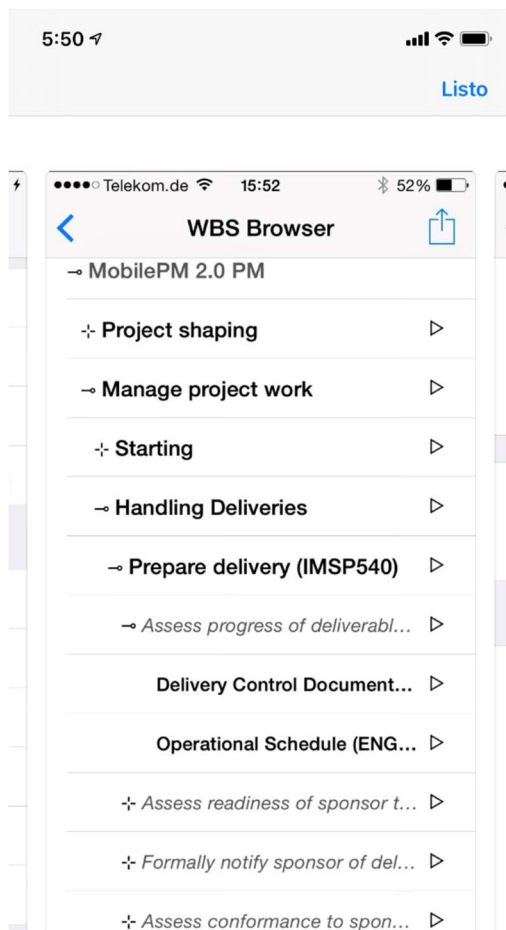 5:50
Listo
Telekom.de 15:52 52%
WBS Browser
MobilePM 2.0 PM
Project shaping
Manage project work
Starting
Handling Deliveries
Prepare delivery (IMSP540)
Assess progress of deliverabl...
Delivery Control Document...
Operational Schedule (ENG...
Assess readiness of sponsor t...
Formally notify sponsor of del...
Assess conformance to spon...